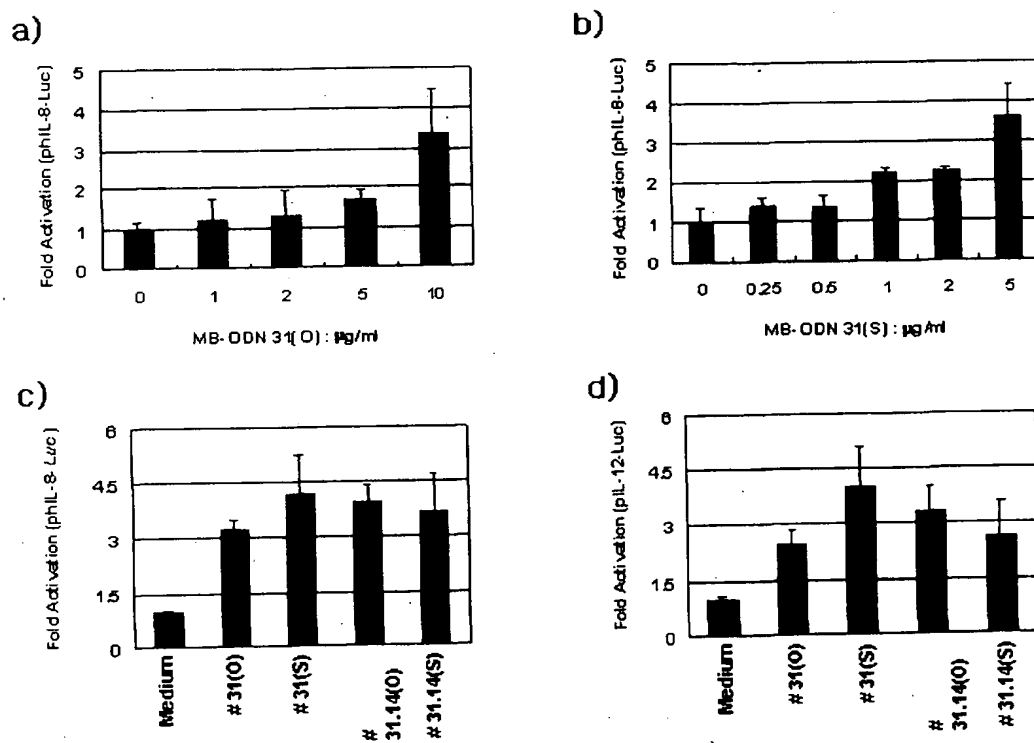 a)
Fold Activation (phIL-8-Luc)
5
4
3
2
1
0
0 1 2 5 10
MB-ODN 31(O) : µg/ml
b)
Fold Activation (phIL-8-Luc)
5
4
3
2
1
0
0 0.25 0.5 1 2 5
MB-ODN 31(S) : µg/ml
c)
Fold Activation (phIL-8-Luc)
6
4.5
3
1.5
0
Medium
#31(O)
#31(S)
#
31.14(O)
#31.14(S)
d)
Fold Activation (pIL-12-Luc)
6
4.5
3
1.5
0
Medium
#31(O)
#31(S)
#
31.14(O)
#31.14(S)